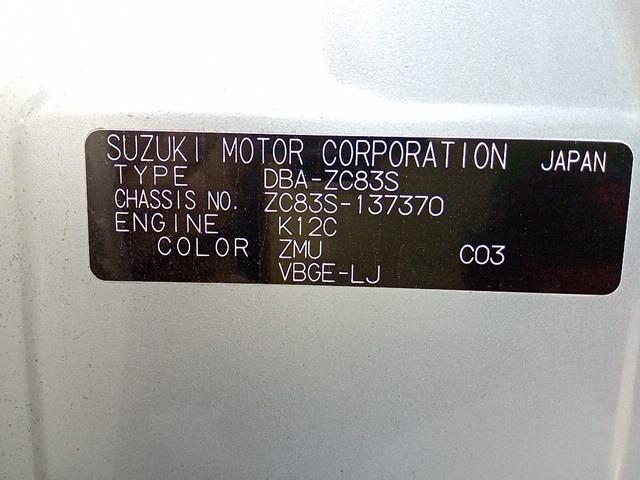 SUZUKI MOTOR CORPORATION JAPAN
TYPE DBA-ZC83S
CHASSIS NO. ZC83S-137370
ENGINE K12C
COLOR ZMU C03
VBGE-LJ